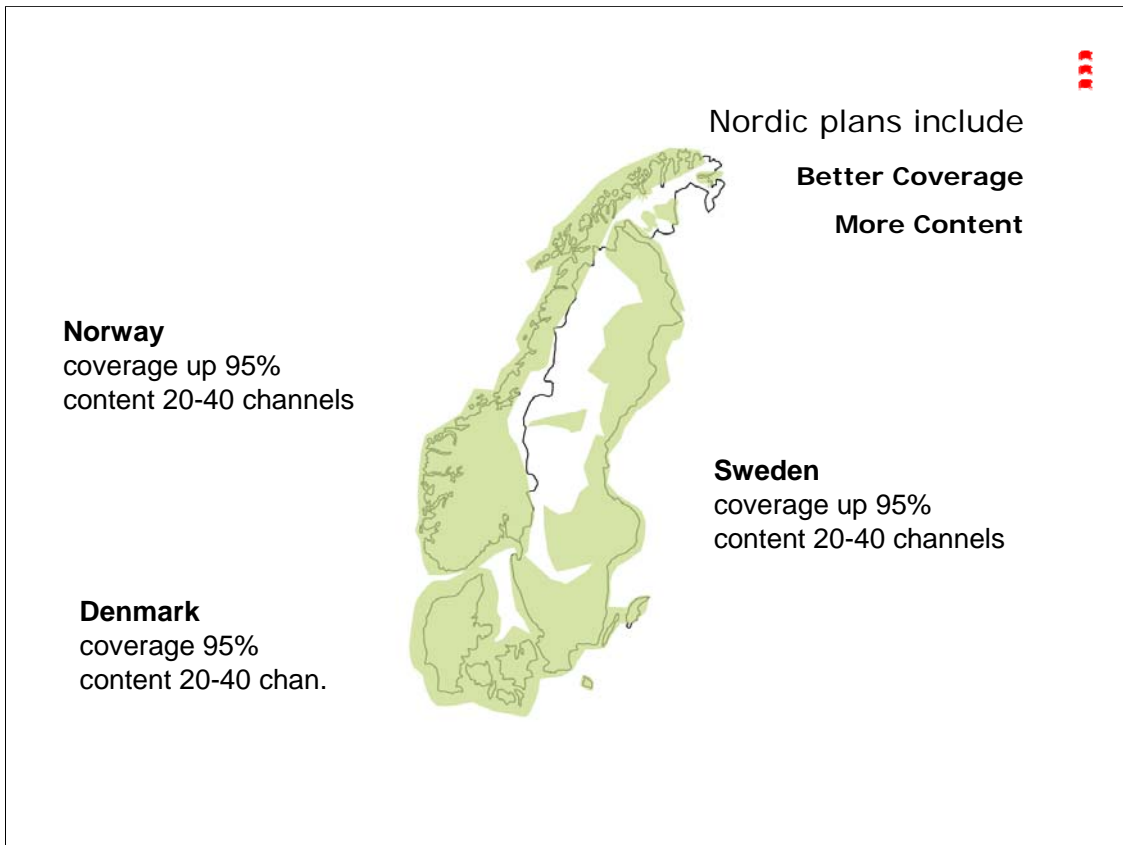 Nordic plans include
Better Coverage
More Content
Norway
coverage up 95%
content 20-40 channels
Sweden
coverage up 95%
content 20-40 channels
Denmark
coverage 95%
content 20-40 chan.